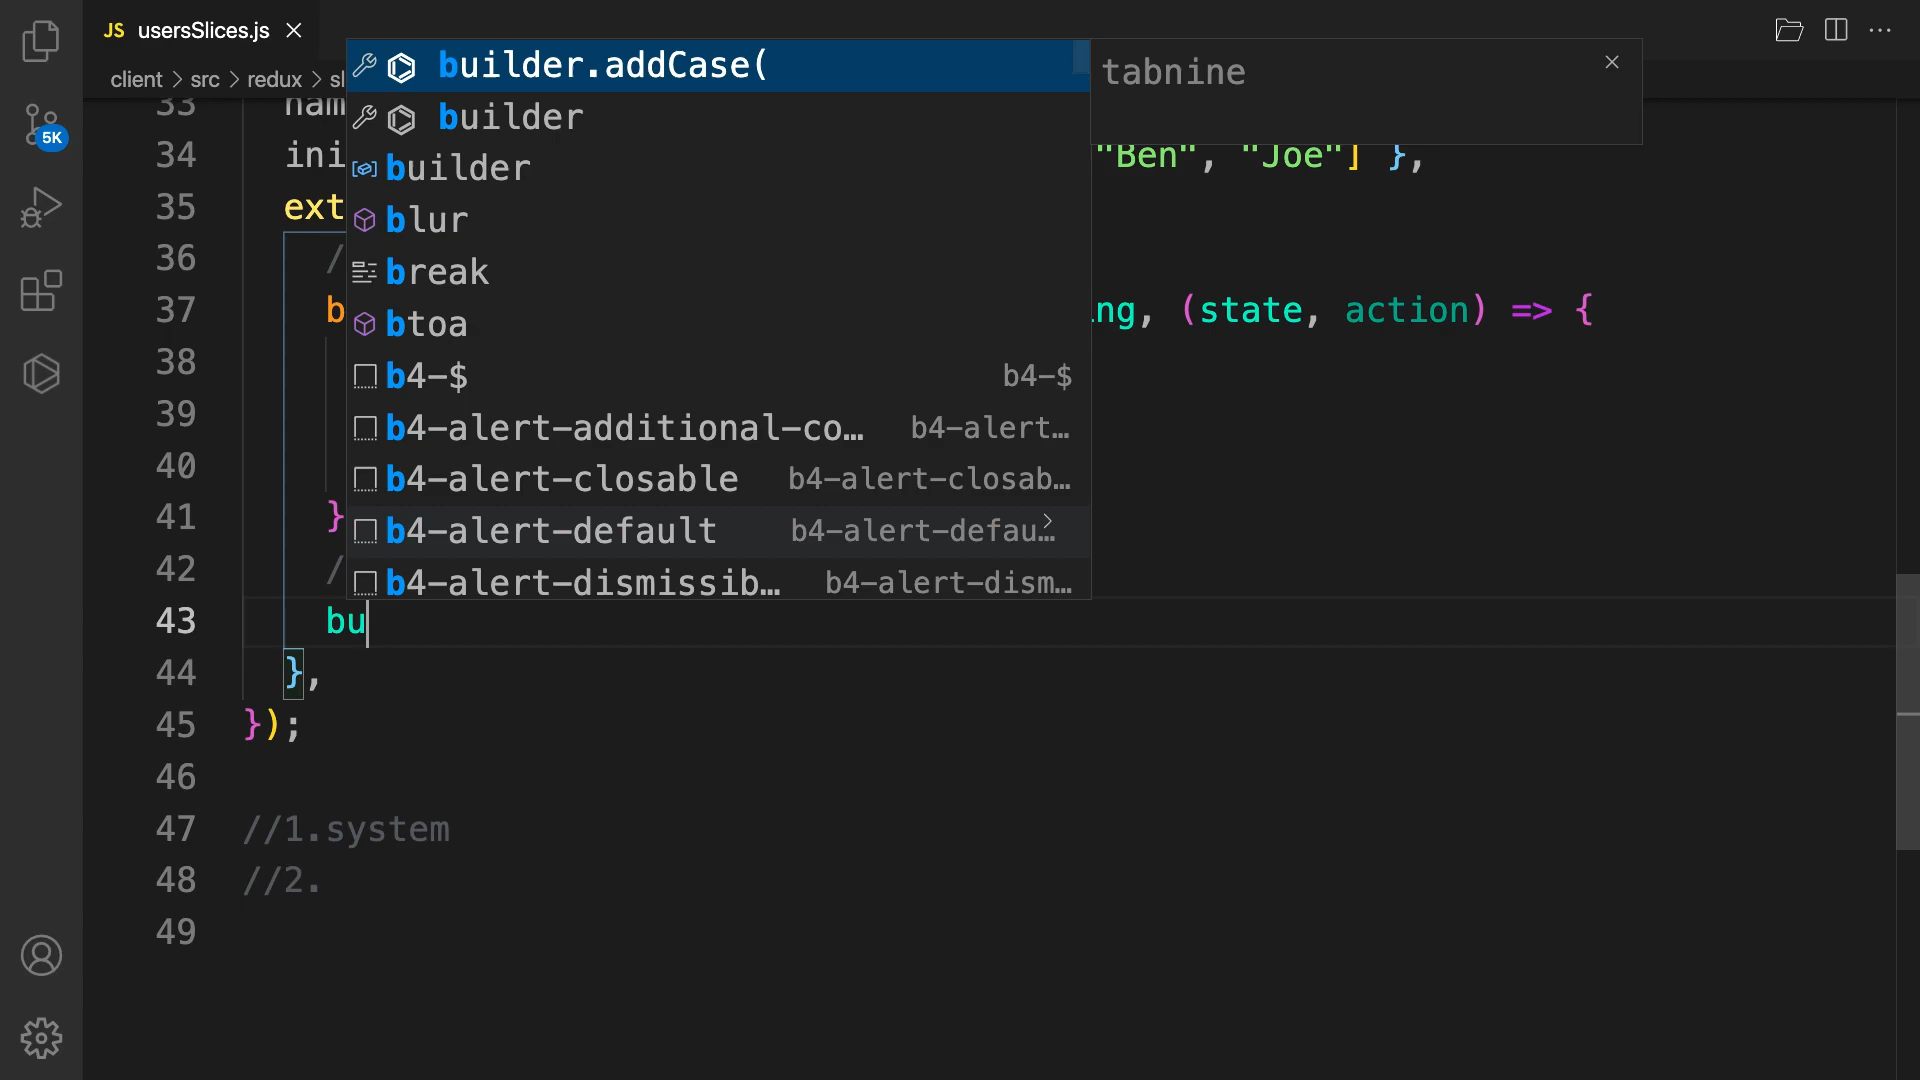 JS usersSlices.js
client > src > redux > sl
5K
builder.addCase(
builder
builder
blur
break
btoa
b4-$ b4-$
b4-alert-additional-co… b4-alert…
b4-alert-closable b4-alert-closab…
b4-alert-default b4-alert-defau…
b4-alert-dismissib… b4-alert-dism…
tabnine
33 nam
34 ini "Ben", "Joe"] },
35 ext
36 /
37 b ng, (state, action) => {
38
39
40
41 }
42 /
43 bu
44 },
45 });
46
47 //1.system
48 //2.
49